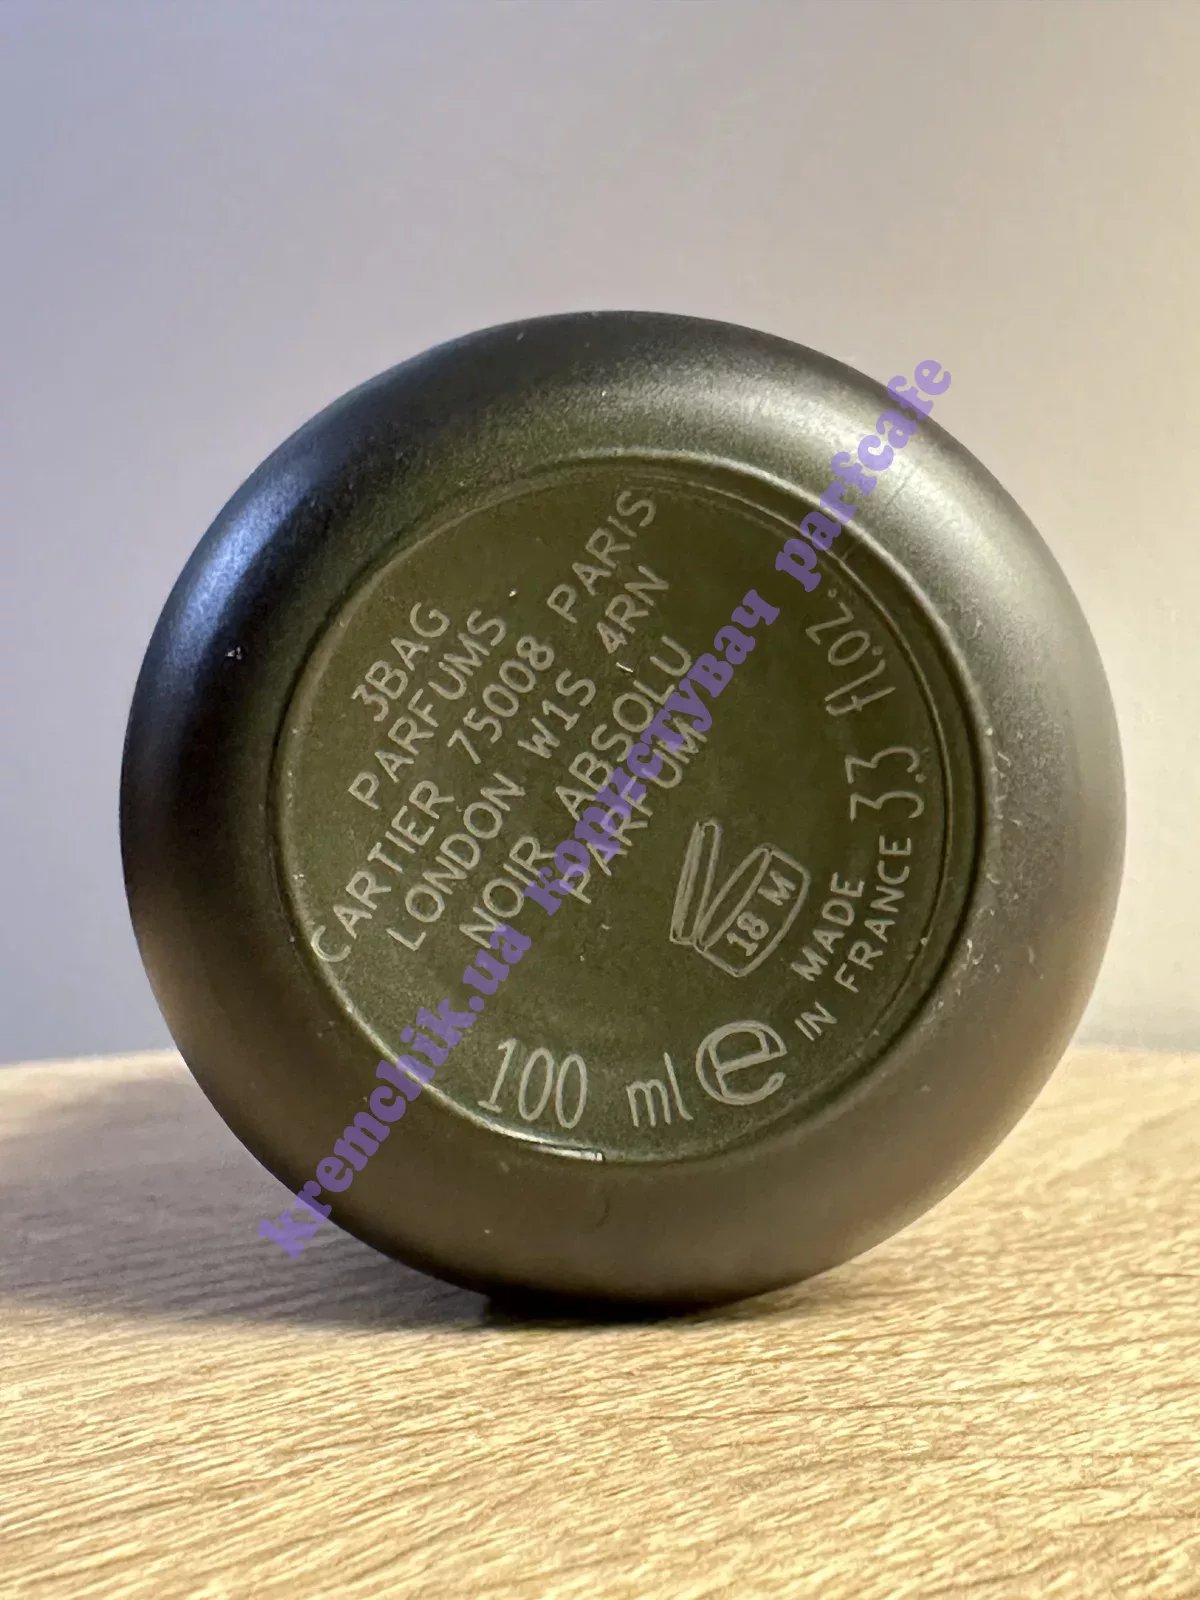 3BAG
PARFUMS
CARTIER 75008 PARIS
LONDON W1S 4RN
NOIR ABSOLU
PARFUM
18 M
MADE
IN FRANCE
100 ml e
3.3 fl.oz.
kremchik.ua користувач parfcafe